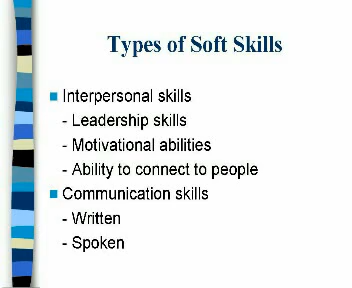 Types of Soft Skills
Interpersonal skills
- Leadership skills
- Motivational abilities
- Ability to connect to people
Communication skills
- Written
- Spoken